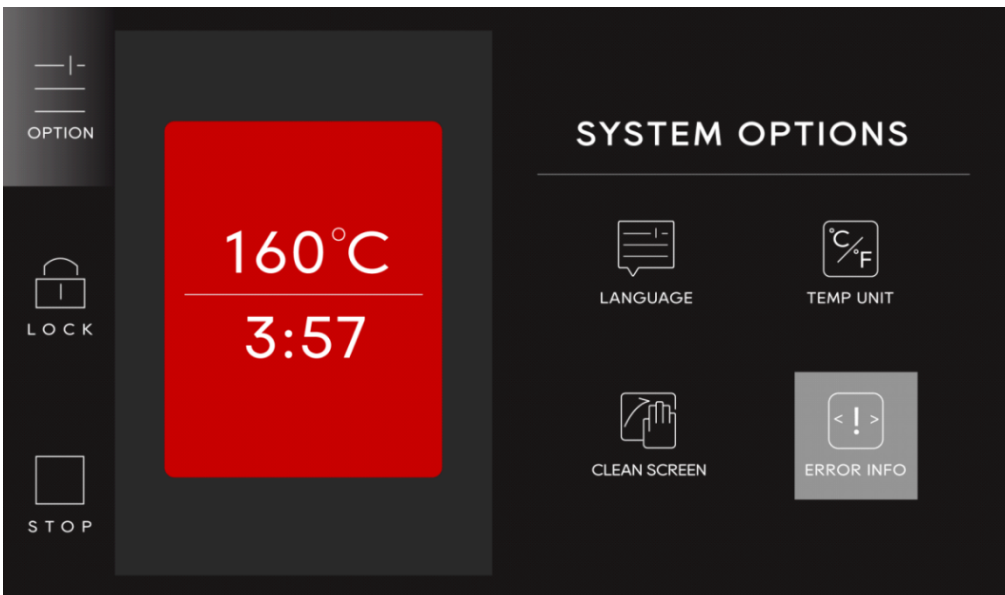 OPTION
LOCK
STOP
160°C
3:57
SYSTEM OPTIONS
°C/°F
LANGUAGE
TEMP UNIT
<!>
CLEAN SCREEN
ERROR INFO